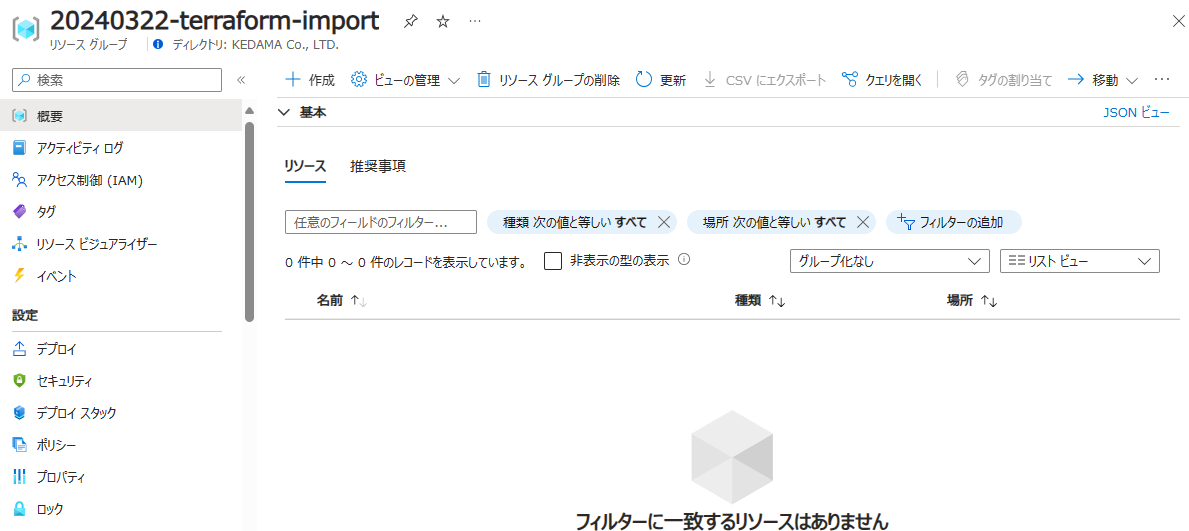 20240322-terraform-import
リソース グループ ディレクトリ: KEDAMA Co., LTD.
検索
作成 ビューの管理 リソース グループの削除 更新 CSV にエクスポート クエリを開く タグの割り当て 移動
概要
アクティビティ ログ
アクセス制御 (IAM)
タグ
リソース ビジュアライザー
イベント
設定
デプロイ
セキュリティ
デプロイ スタック
ポリシー
プロパティ
ロック
基本 JSON ビュー
リソース 推奨事項
任意のフィールドのフィルター... 種類 次の値と等しい すべて 場所 次の値と等しい すべて フィルターの追加
0 件中 0 ～ 0 件のレコードを表示しています。 非表示の型の表示 グループ化なし リスト ビュー
名前 種類 場所
フィルターに一致するリソースはありません